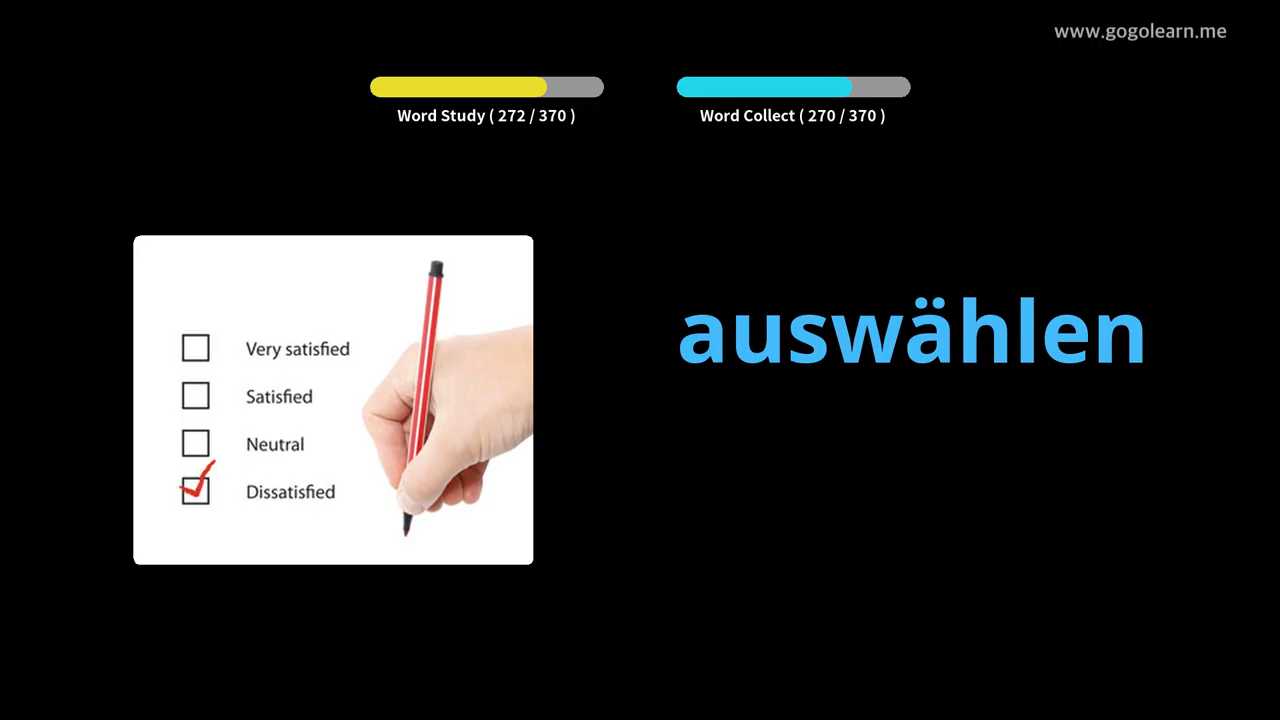 www.gogolearn.me
Word Study ( 272 / 370 )
Word Collect ( 270 / 370 )
Very satisfied
Satisfied
Neutral
Dissatisfied
auswählen